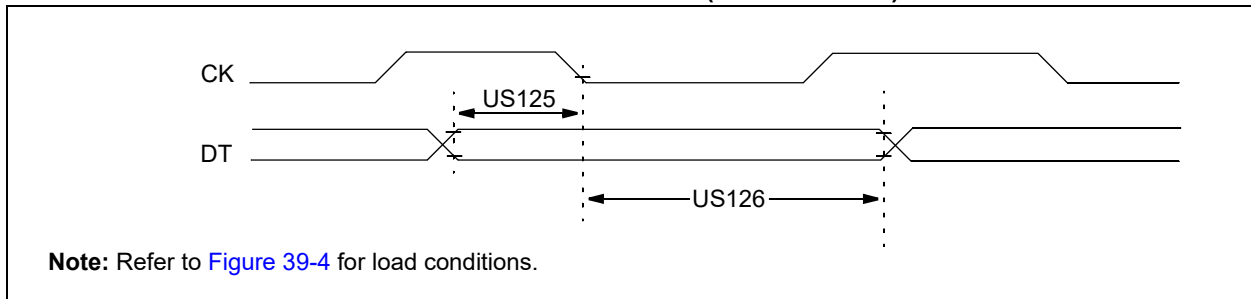 CK
US125
DT
US126
Note: Refer to Figure 39-4 for load conditions.